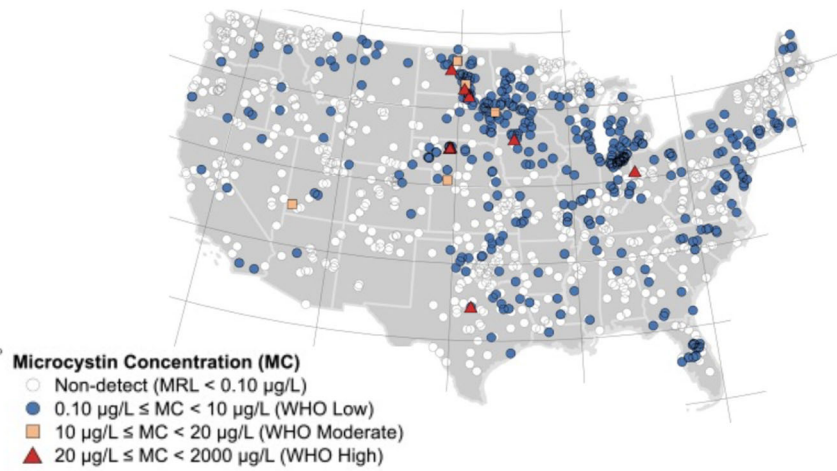 Microcystin Concentration (MC)
Non-detect (MRL < 0.10 µg/L)
0.10 µg/L ≤ MC < 10 µg/L (WHO Low)
10 µg/L ≤ MC < 20 µg/L (WHO Moderate)
20 µg/L ≤ MC < 2000 µg/L (WHO High)